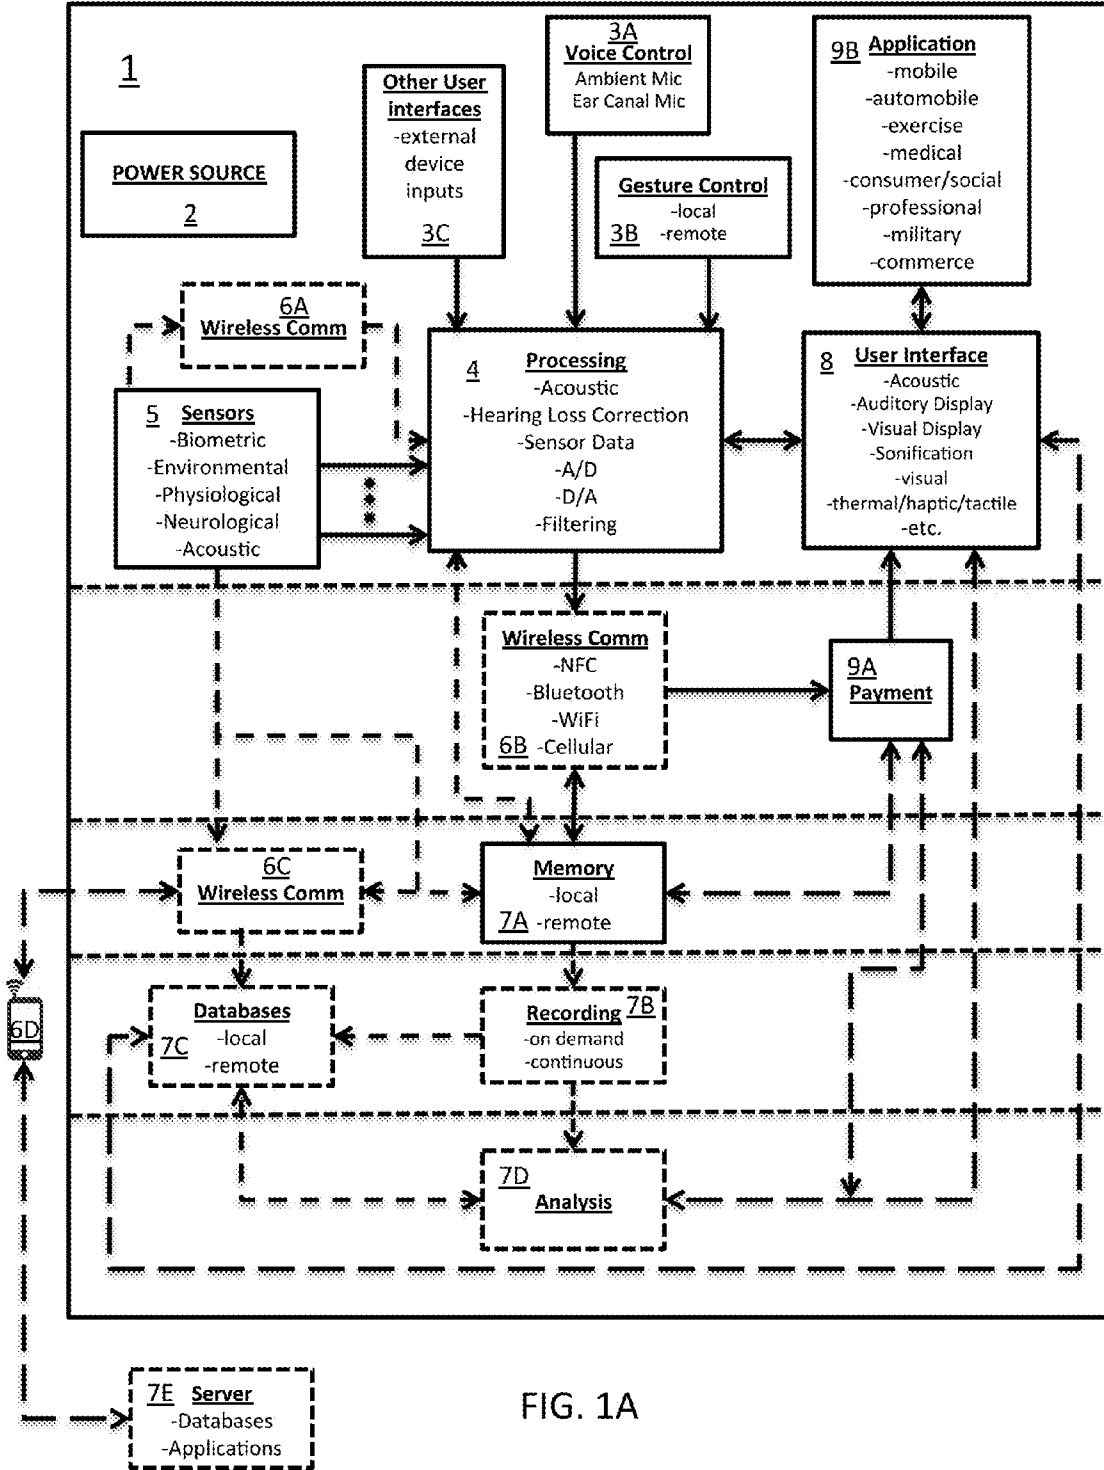 1
POWER SOURCE
2
Other User
interfaces
-external
device
inputs
3C
3A
Voice Control
Ambient Mic
Ear Canal Mic
Gesture Control
-local
3B
-remote
9B
Application
-mobile
-automobile
-exercise
-medical
-consumer/social
-professional
-military
-commerce
6A
Wireless Comm
5
Sensors
-Biometric
-Environmental
-Physiological
-Neurological
-Acoustic
4
Processing
-Acoustic
-Hearing Loss Correction
-Sensor Data
-A/D
-D/A
-Filtering
8
User Interface
-Acoustic
-Auditory Display
-Visual Display
-Sonification
-visual
-thermal/haptic/tactile
-etc.
Wireless Comm
-NFC
-Bluetooth
-WiFi
6B
-Cellular
9A
Payment
6C
Wireless Comm
Memory
-local
7A
-remote
6D
Databases
-local
7C
-remote
Recording
7B
-on demand
-continuous
7D
Analysis
7E
Server
-Databases
-Applications
FIG. 1A